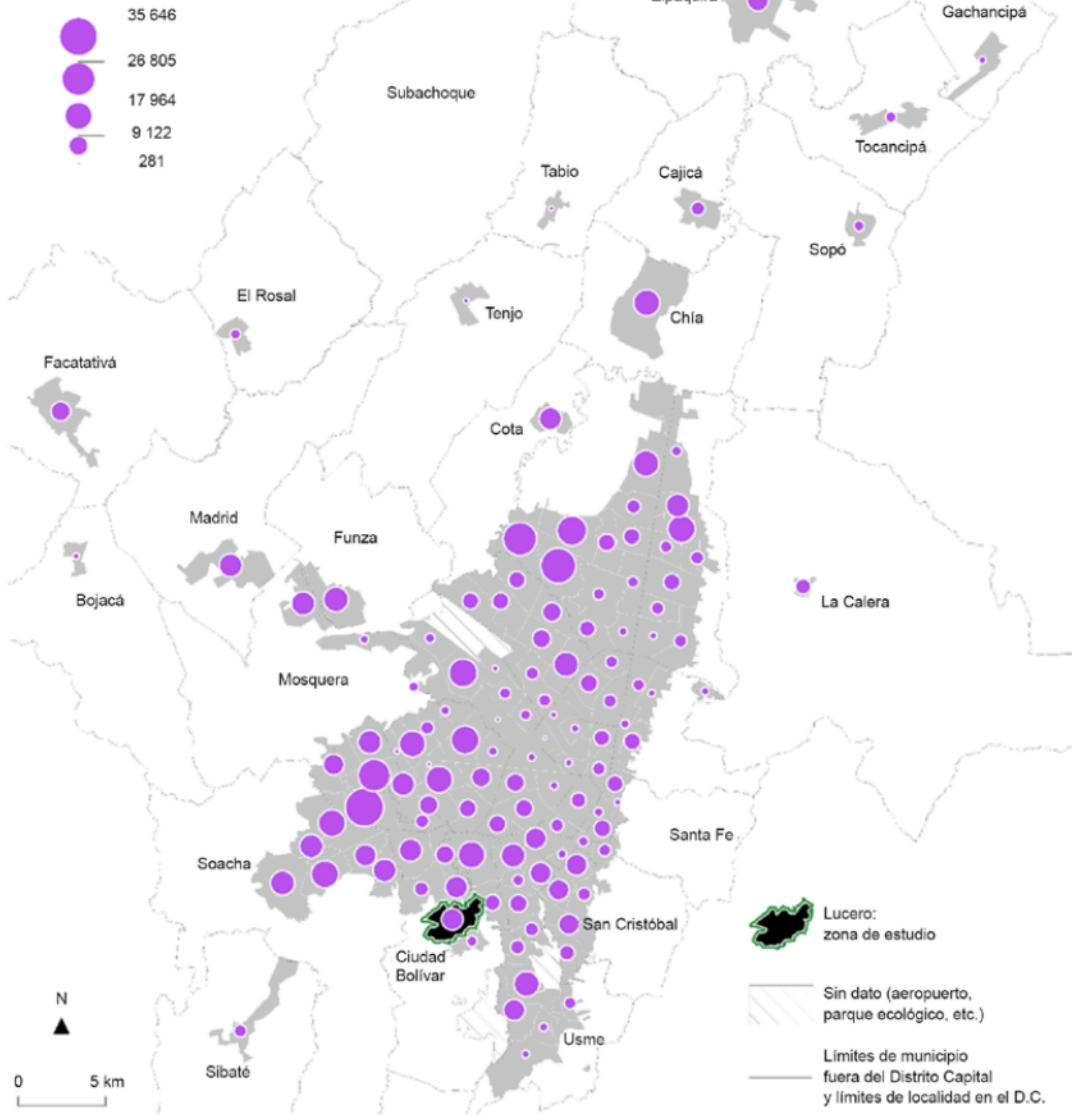 35 646
26 805
17 964
9 122
281
Gachancipá
Subachoque
Tocancipá
Tabio
Cajicá
Sopó
El Rosal
Tenjo
Chía
Facatativá
Cota
Madrid
Funza
Bojacá
La Calera
Mosquera
Santa Fe
Soacha
San Cristóbal
Lucero:
zona de estudio
Ciudad
Bolívar
Sin dato (aeropuerto,
parque ecológico, etc.)
N
Usme
Sibaté
Límites de municipio
fuera del Distrito Capital
y límites de localidad en el D.C.
0 5 km